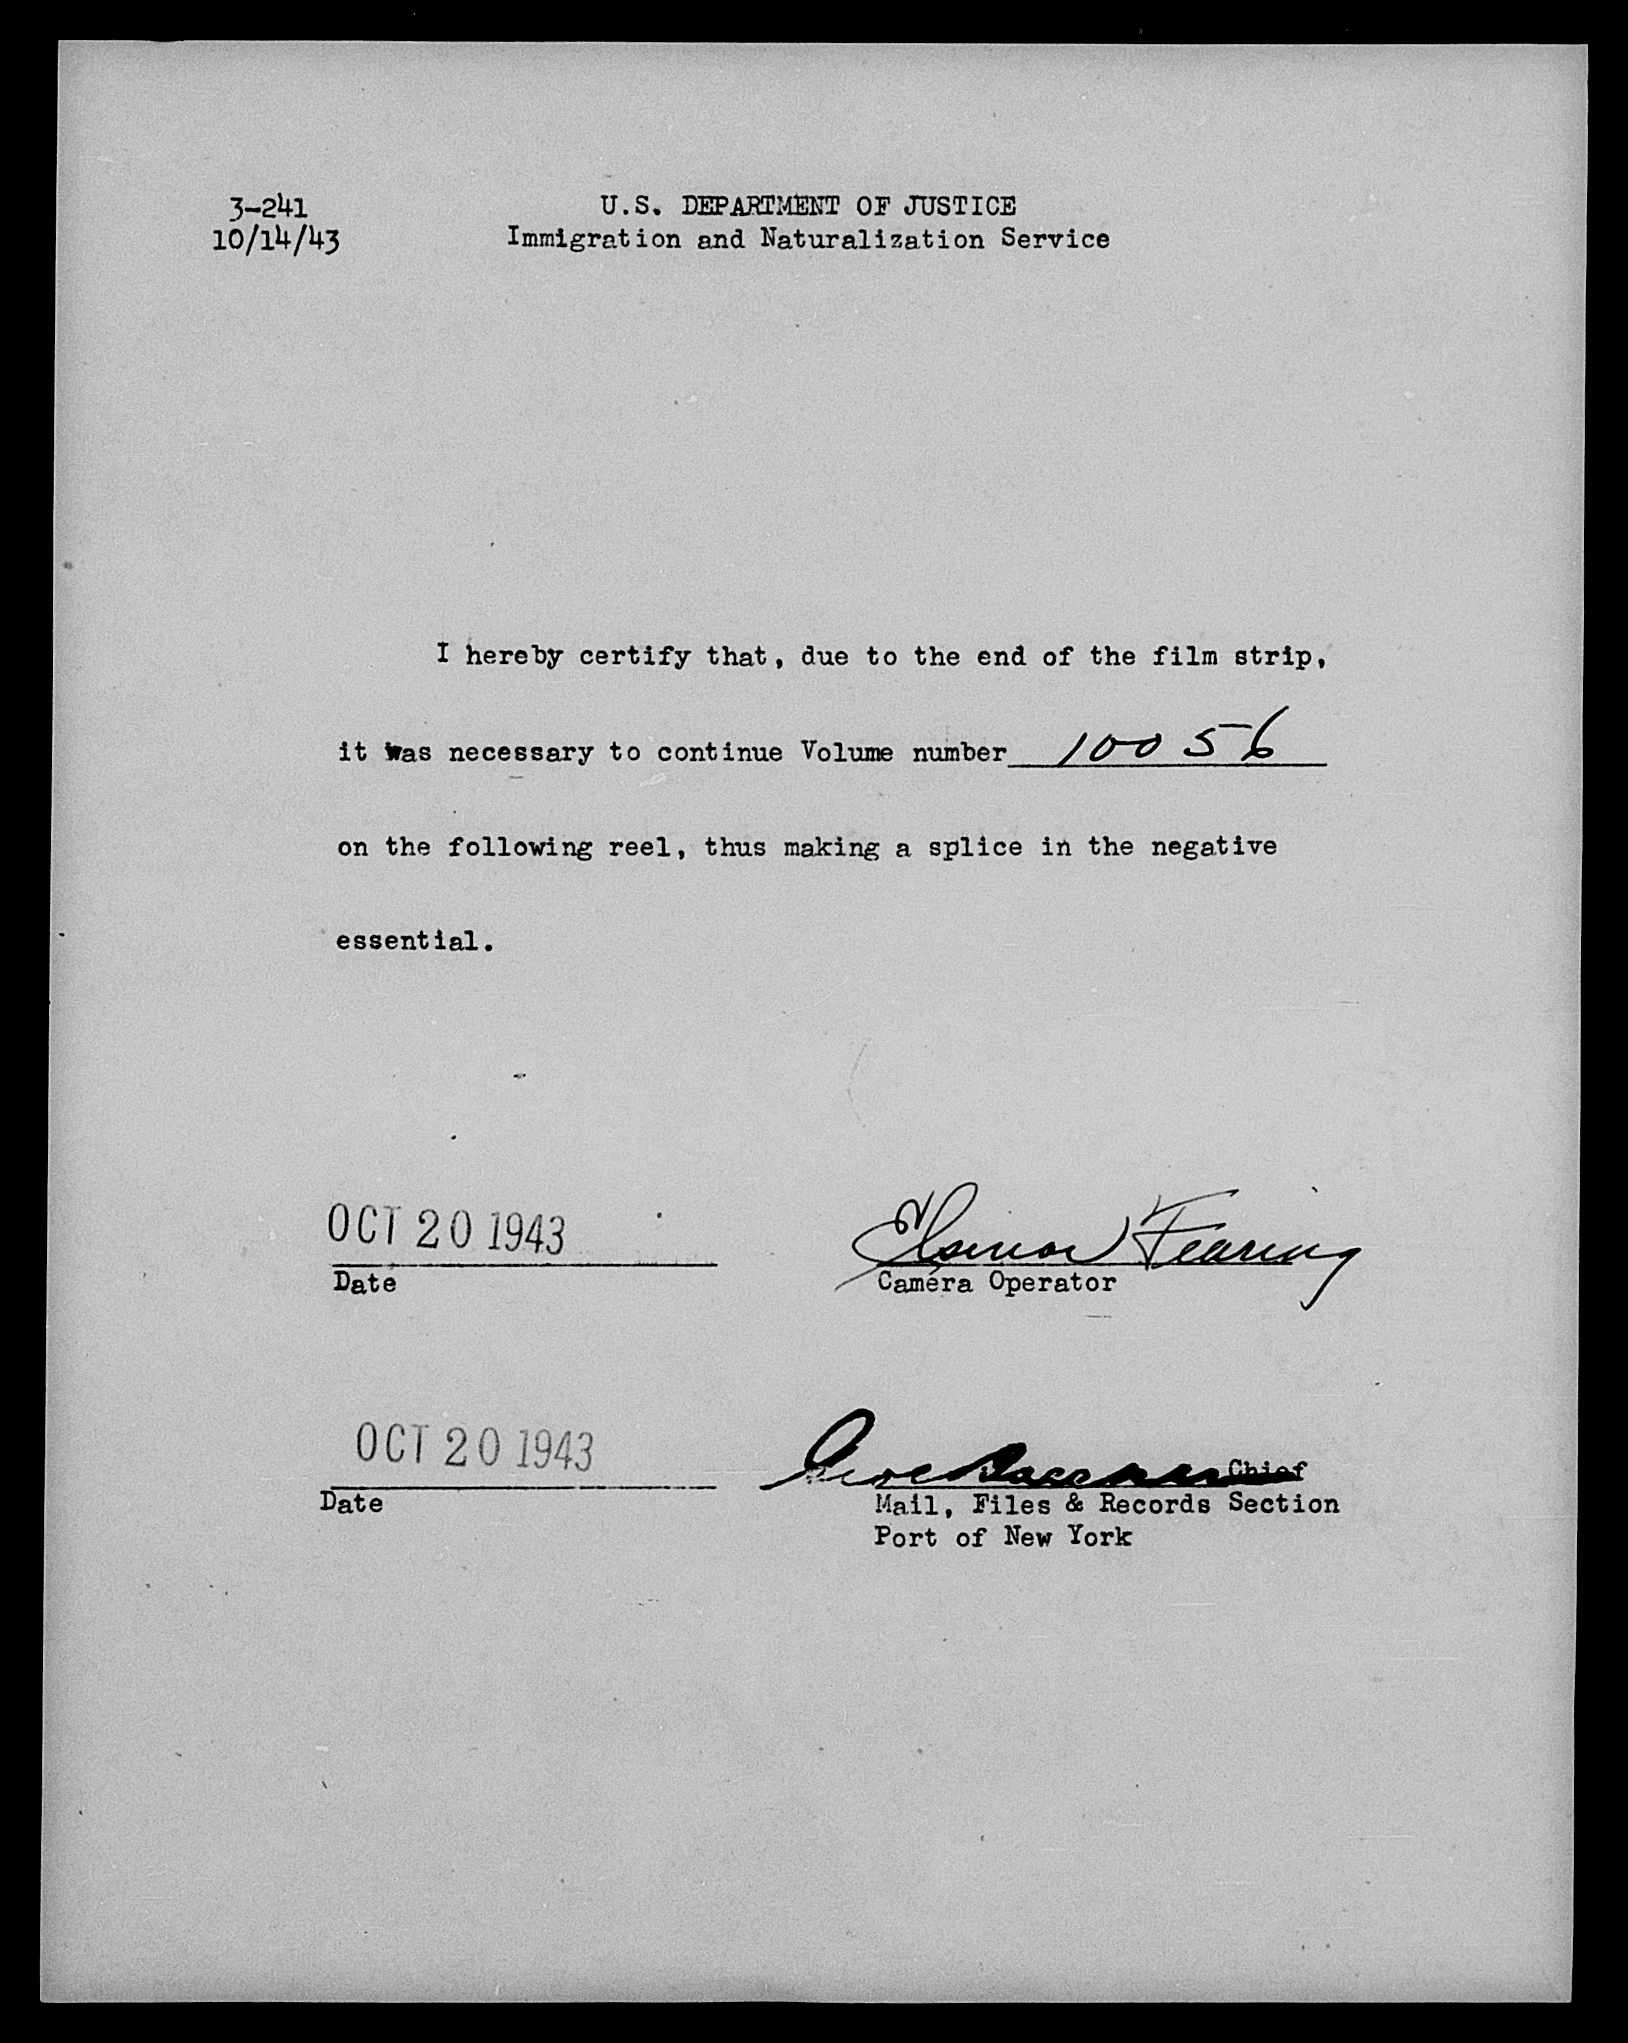 3-241
10/14/43
U.S. DEPARTMENT OF JUSTICE
Immigration and Naturalization Service
I hereby certify that, due to the end of the film strip,
it was necessary to continue Volume number 10056
on the following reel, thus making a splice in the negative
essential.
OCT 20 1943
Date
Elsinor Fearing
Camera Operator
OCT 20 1943
Date
Chief
Mail, Files & Records Section
Port of New York